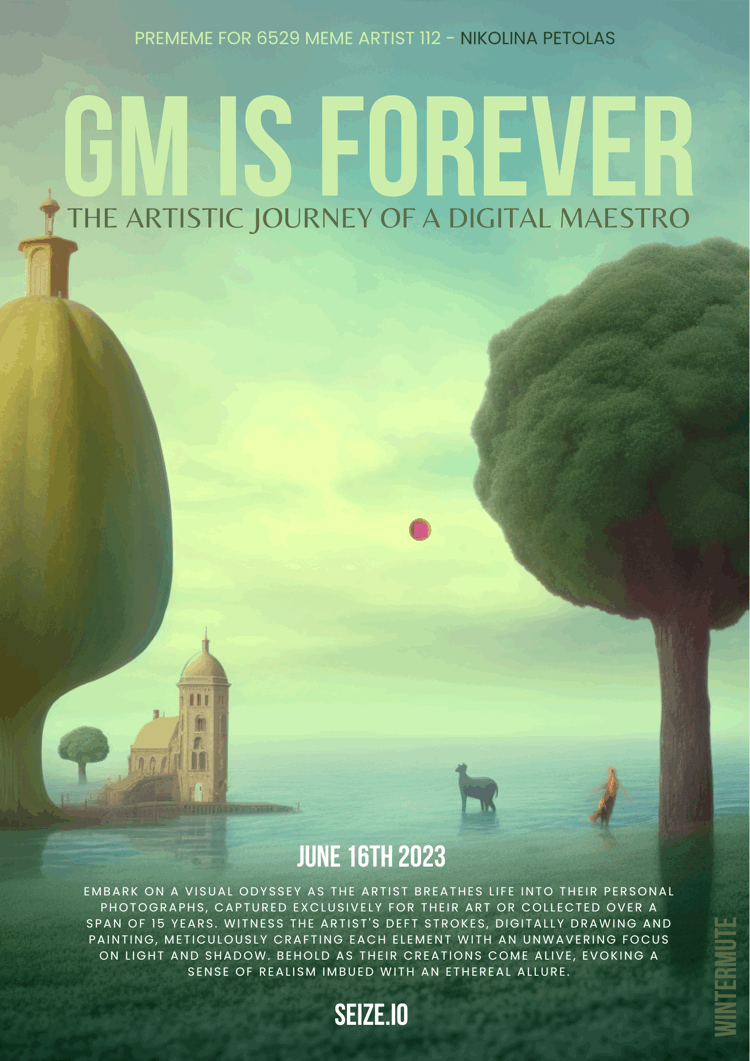 PREMEME FOR 6529 MEME ARTIST 112 - NIKOLINA PETOLAS
GM IS FOREVER
THE ARTISTIC JOURNEY OF A DIGITAL MAESTRO
JUNE 16TH 2023
EMBARK ON A VISUAL ODYSSEY AS THE ARTIST BREATHES LIFE INTO THEIR PERSONAL
PHOTOGRAPHS, CAPTURED EXCLUSIVELY FOR THEIR ART OR COLLECTED OVER A
SPAN OF 15 YEARS. WITNESS THE ARTIST'S DEFT STROKES, DIGITALLY DRAWING AND
PAINTING, METICULOUSLY CRAFTING EACH ELEMENT WITH AN UNWAVERING FOCUS
ON LIGHT AND SHADOW. BEHOLD AS THEIR CREATIONS COME ALIVE, EVOKING A
SENSE OF REALISM IMBUED WITH AN ETHEREAL ALLURE.
SEIZE.IO
WINTERMUTE